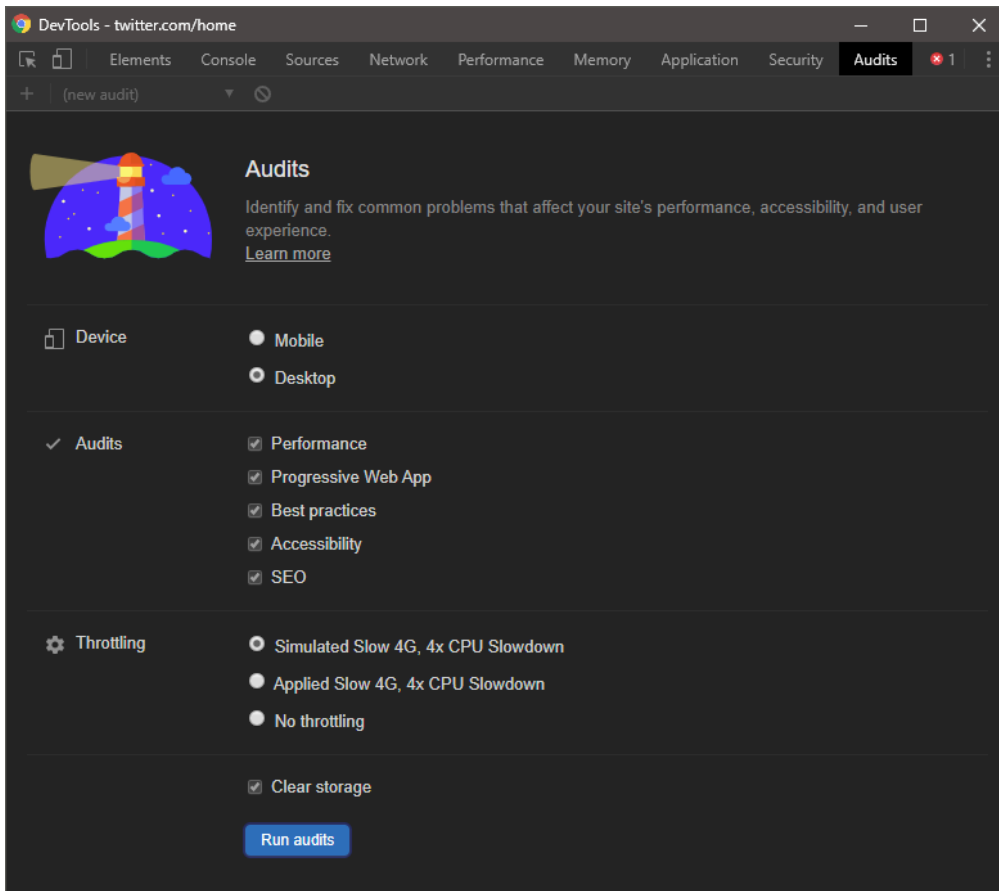 DevTools - twitter.com/home
Elements Console Sources Network Performance Memory Application Security Audits 1
(new audit)
Audits
Identify and fix common problems that affect your site's performance, accessibility, and user
experience.
Learn more
Device
Mobile
Desktop
Audits
Performance
Progressive Web App
Best practices
Accessibility
SEO
Throttling
Simulated Slow 4G, 4x CPU Slowdown
Applied Slow 4G, 4x CPU Slowdown
No throttling
Clear storage
Run audits